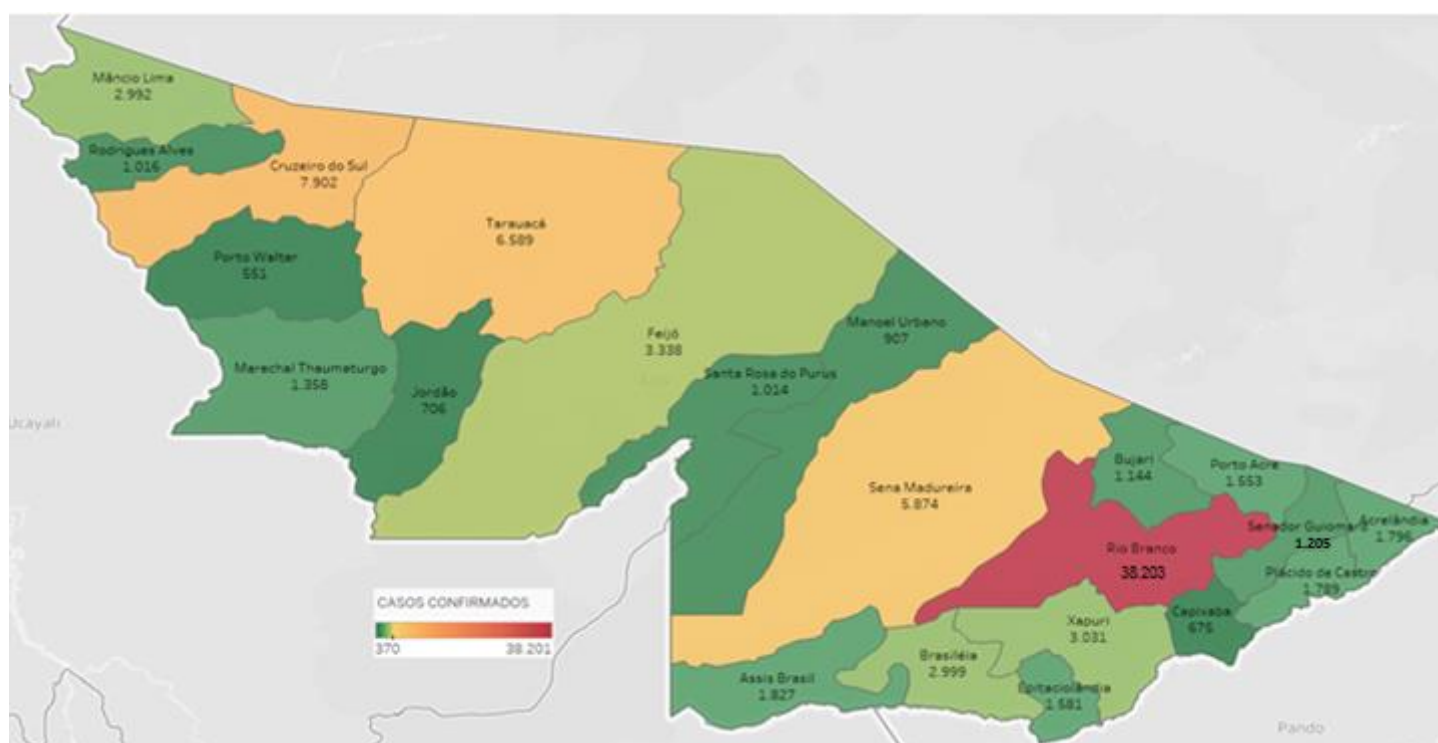 Mâncio Lima
2.992
Rodrigues Alves
1.016
Cruzeiro do Sul
7.902
Tarauacá
6.589
Porto Walter
551
Marechal Thaumaturgo
1.358
Jordão
706
Feijó
3.338
Manoel Urbano
907
Santa Rosa do Purus
1.014
Sena Madureira
5.874
Bujari
1.144
Porto Acre
1.553
Senador Guiomard
1.205
Acrelândia
1.796
Rio Branco
38.203
Plácido de Castro
1.789
Capixaba
675
Xapuri
3.031
Brasiléia
2.999
Epitaciolândia
1.581
Assis Brasil
1.827
Ucayali
Pando
CASOS CONFIRMADOS
370
38.201